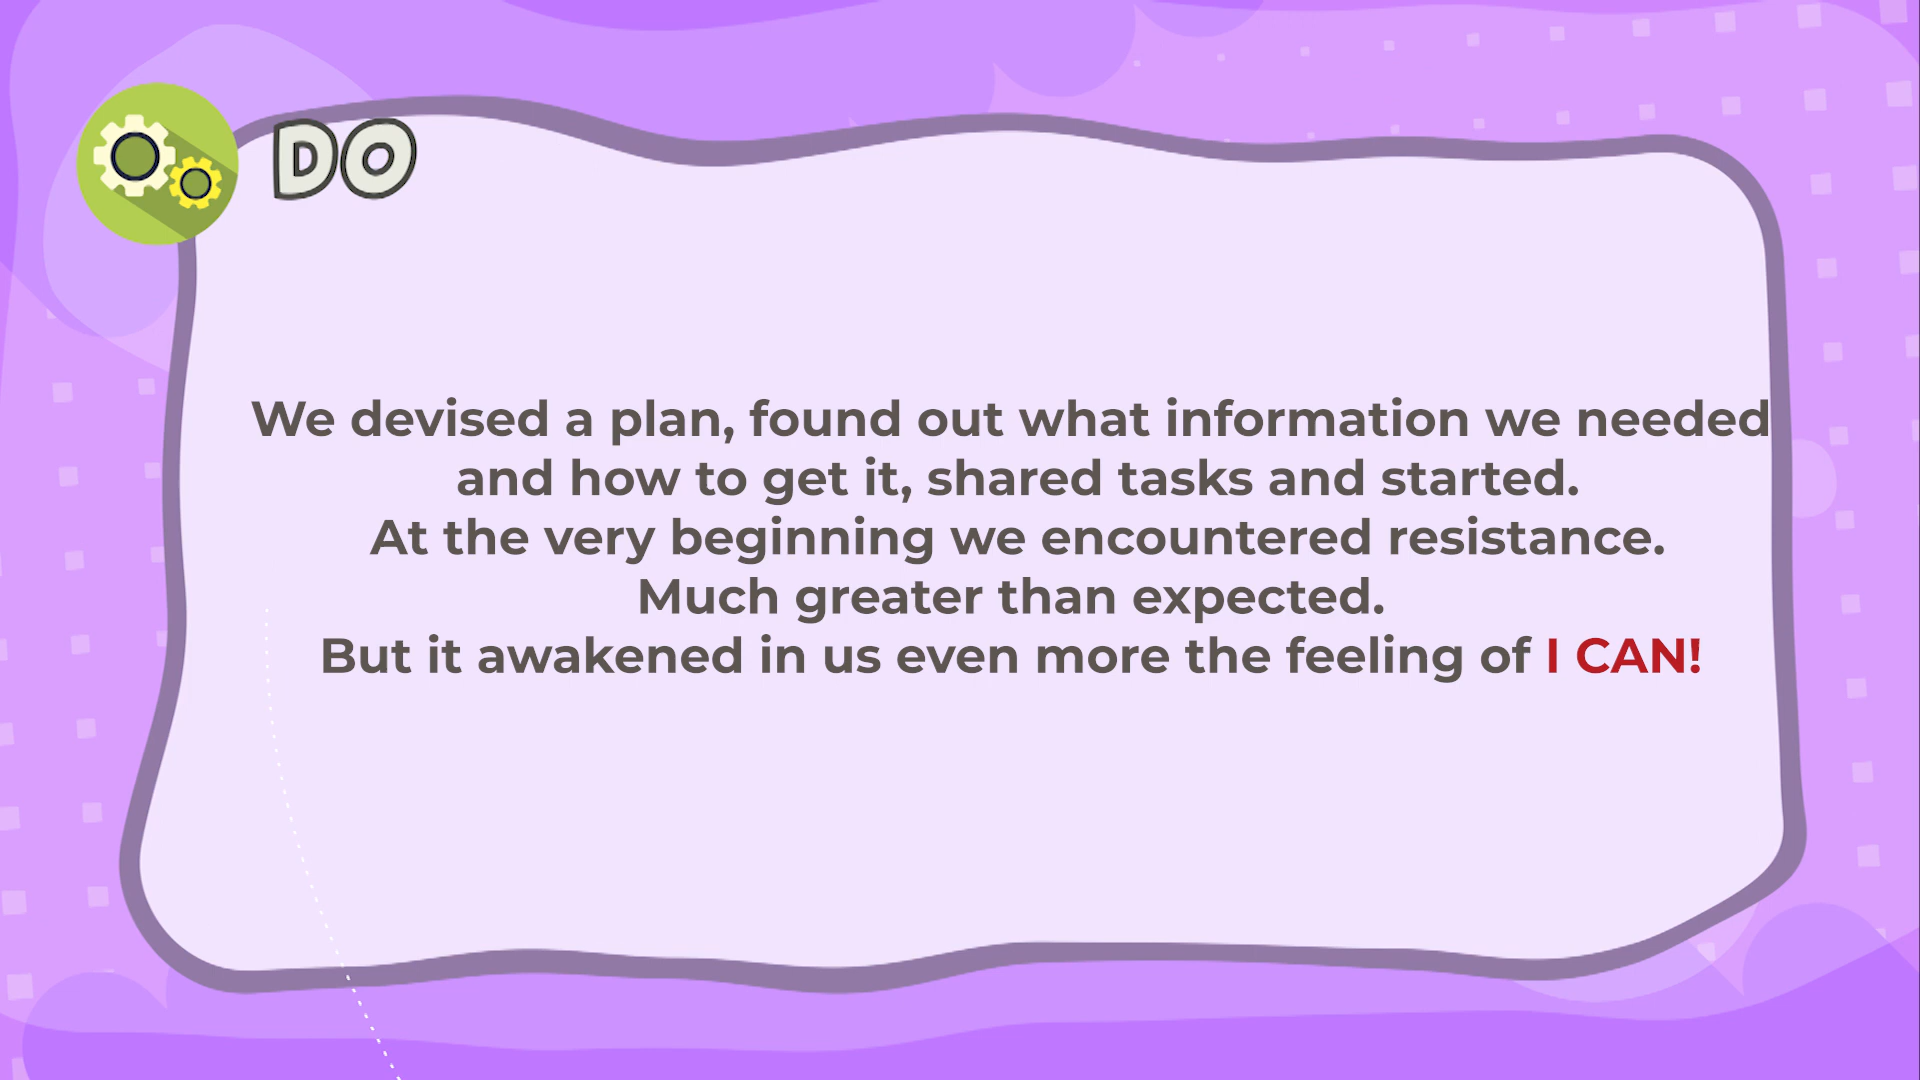 DO
We devised a plan, found out what information we needed
and how to get it, shared tasks and started.
At the very beginning we encountered resistance.
Much greater than expected.
But it awakened in us even more the feeling of I CAN!